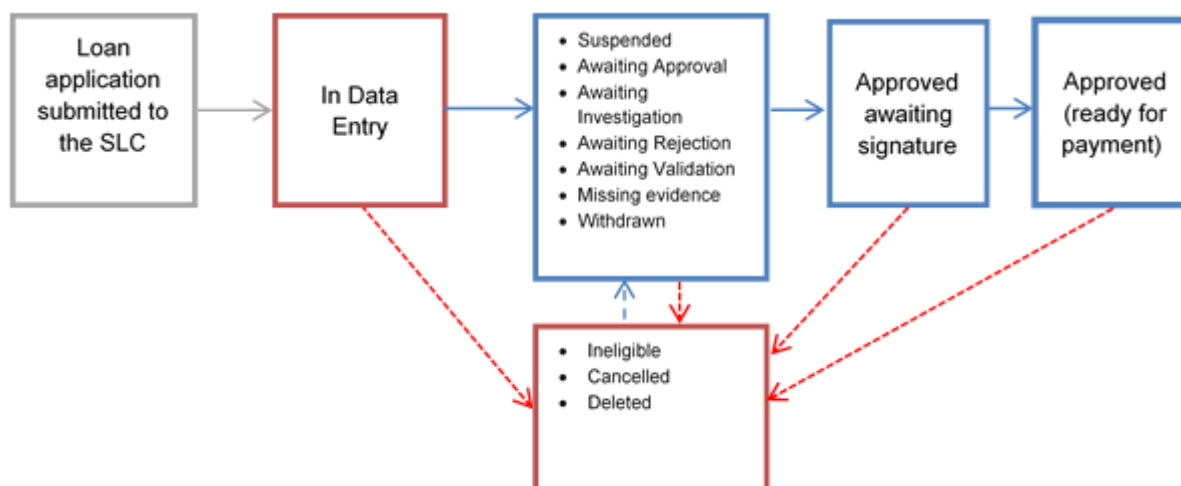 Loan
application
submitted to
the SLC
In Data
Entry
• Suspended
• Awaiting Approval
• Awaiting
Investigation
• Awaiting Rejection
• Awaiting Validation
• Missing evidence
• Withdrawn
Approved
awaiting
signature
Approved
(ready for
payment)
• Ineligible
• Cancelled
• Deleted